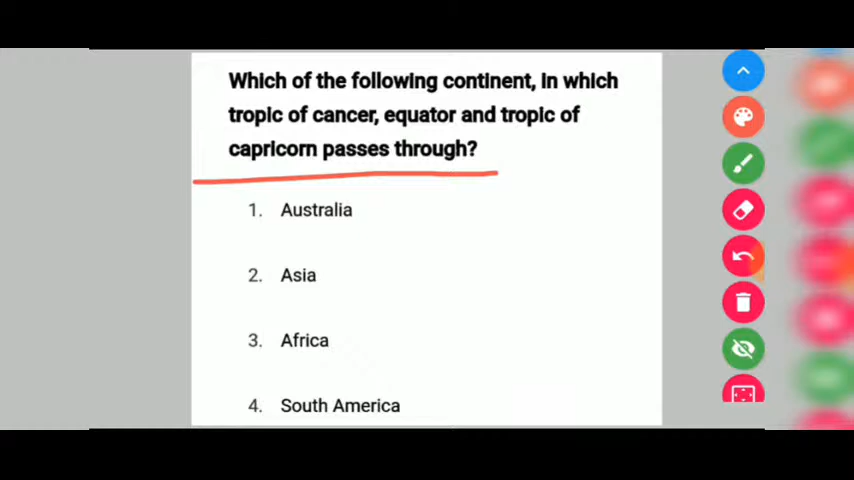 Which of the following continent, in which
tropic of cancer, equator and tropic of
capricorn passes through?
1. Australia
2. Asia
3. Africa
4. South America